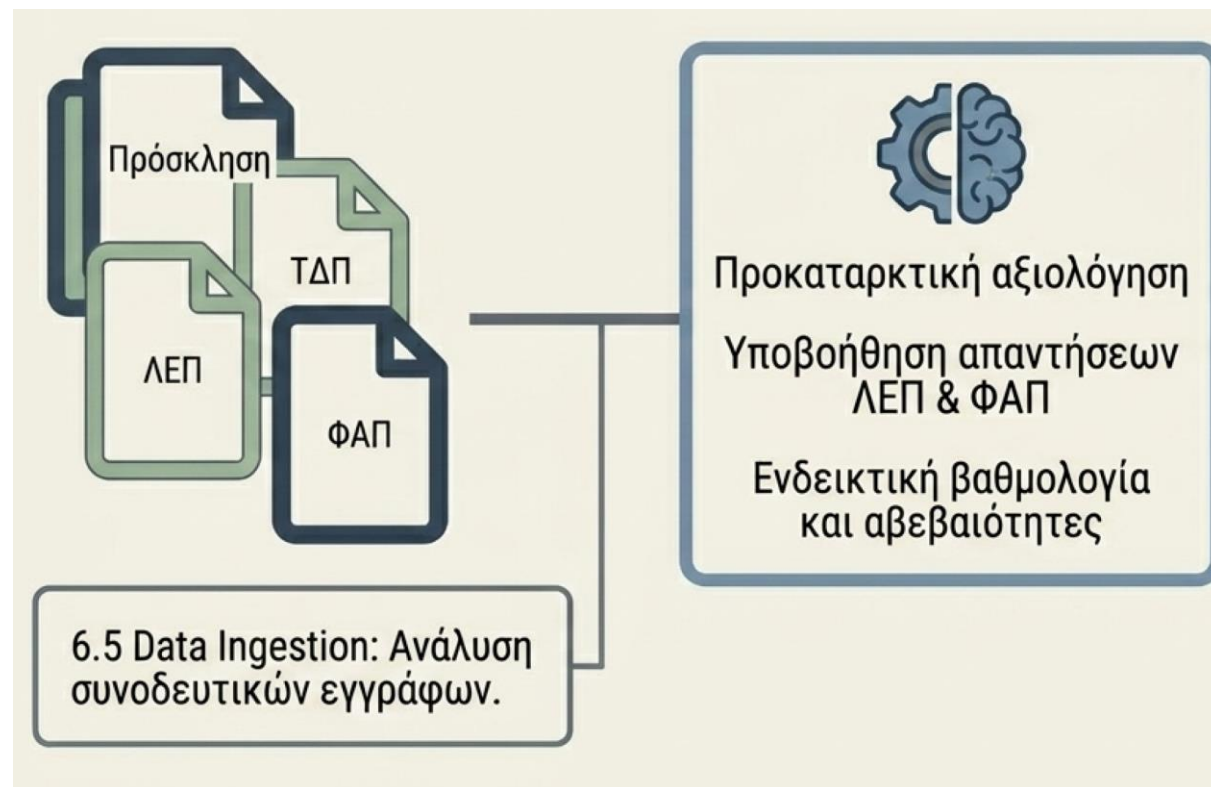 Πρόσκληση
ΤΔΠ
ΛΕΠ
ΦΑΠ
6.5 Data Ingestion: Ανάλυση
συνοδευτικών εγγράφων.
Προκαταρκτική αξιολόγηση
Υποβοήθηση απαντήσεων
ΛΕΠ & ΦΑΠ
Ενδεικτική βαθμολογία
και αβεβαιότητες